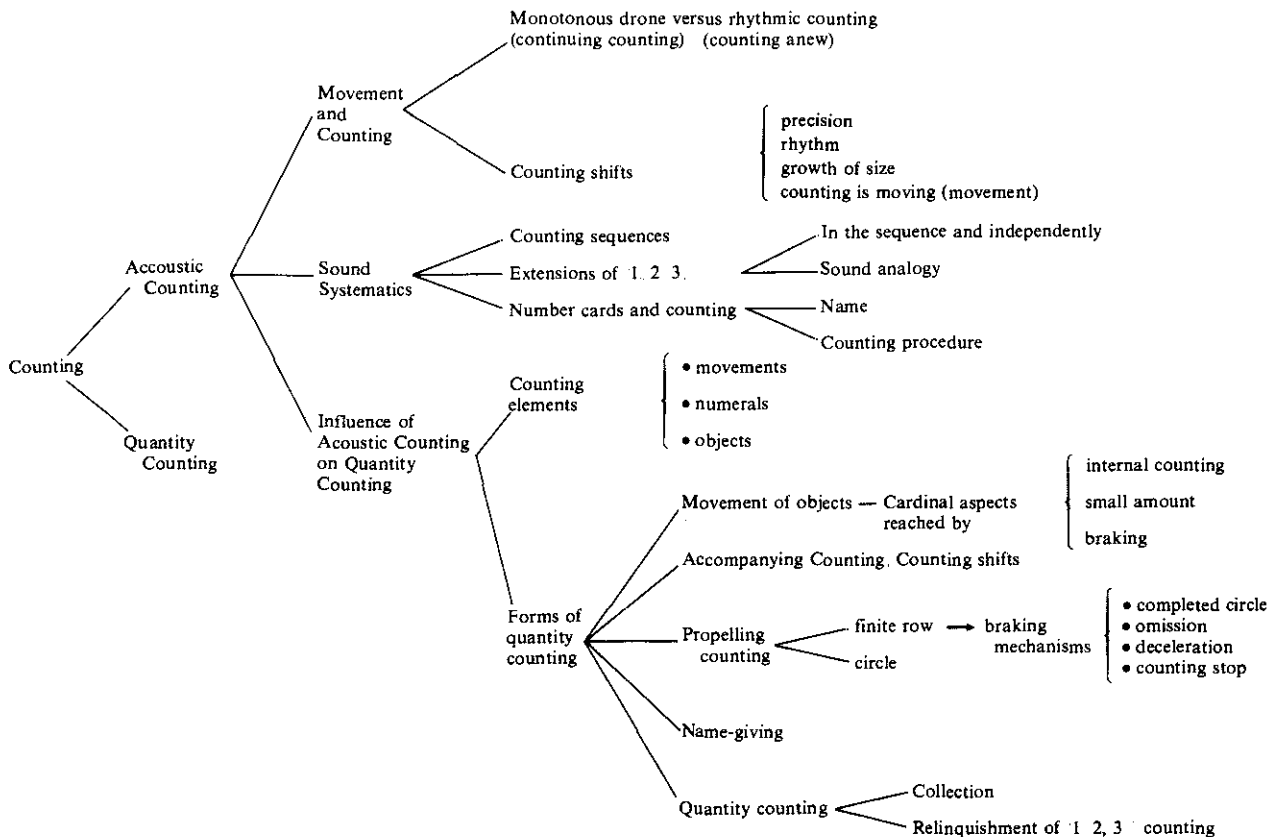 Monotonous drone versus rhythmic counting
(continuing counting) (counting anew)
Movement
and
Counting
precision
rhythm
growth of size
counting is moving (movement)
Counting shifts
Counting sequences
In the sequence and independently
Accoustic
Counting
Sound
Systematics
Extensions of 1. 2 3.
Sound analogy
Number cards and counting
Name
Counting procedure
Counting
Quantity
Counting
Influence of
Acoustic Counting
on Quantity
Counting
Counting
elements
• movements
• numerals
• objects
Movement of objects — Cardinal aspects
reached by
internal counting
small amount
braking
Accompanying Counting. Counting shifts
Forms of
quantity
counting
Propelling
counting
finite row → braking
mechanisms
circle
• completed circle
• omission
• deceleration
• counting stop
Name-giving
Quantity counting
Collection
Relinquishment of 1 2, 3 counting